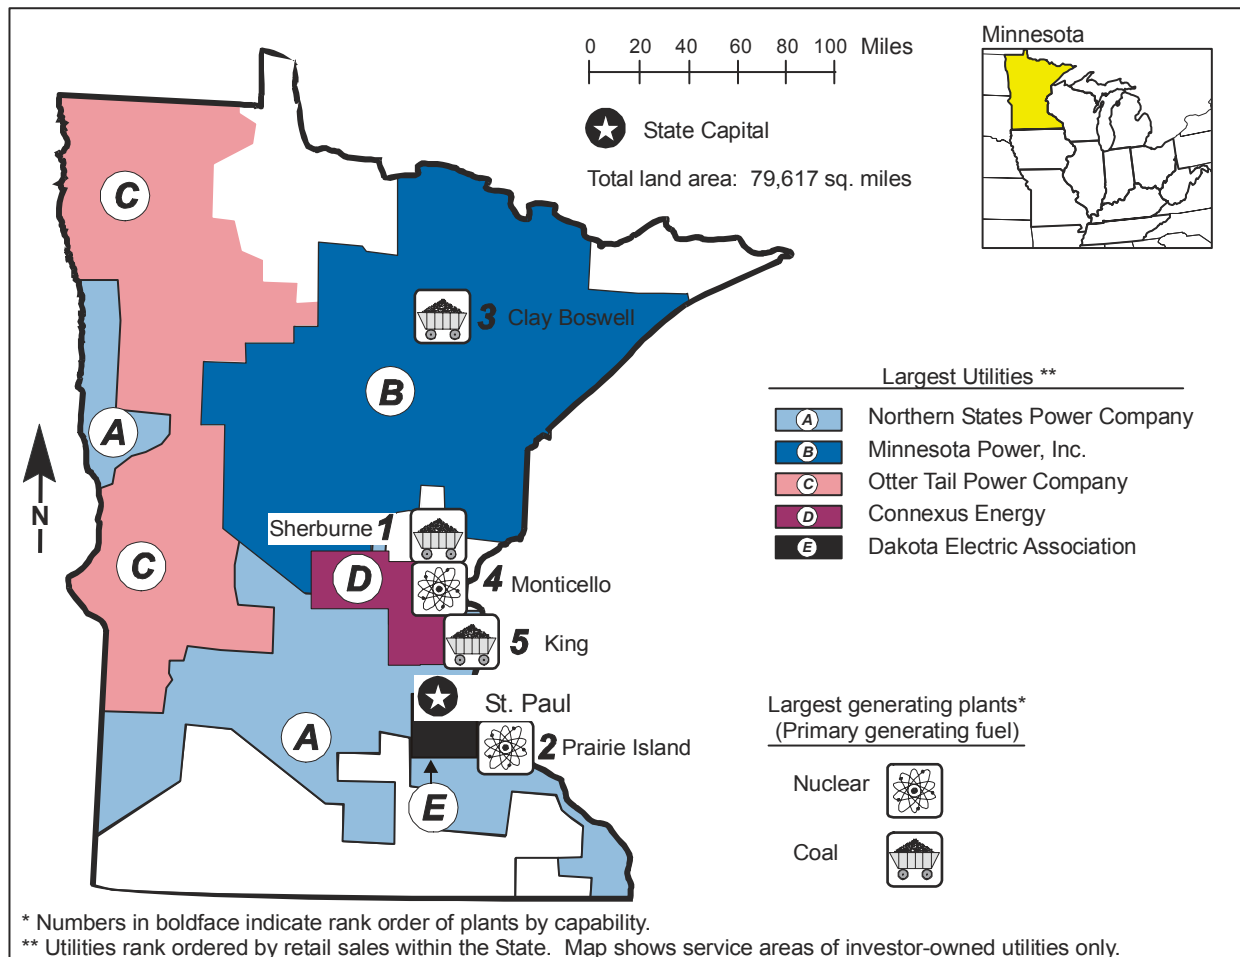 0 20 40 60 80 100 Miles
Minnesota
State Capital
Total land area: 79,617 sq. miles
C
3 Clay Boswell
B
A
N
Largest Utilities **
A Northern States Power Company
B Minnesota Power, Inc.
C Otter Tail Power Company
D Connexus Energy
E Dakota Electric Association
Sherburne 1
C
D
4 Monticello
5 King
St. Paul
A
2 Prairie Island
E
Largest generating plants*
(Primary generating fuel)
Nuclear
Coal
* Numbers in boldface indicate rank order of plants by capability.
** Utilities rank ordered by retail sales within the State. Map shows service areas of investor-owned utilities only.